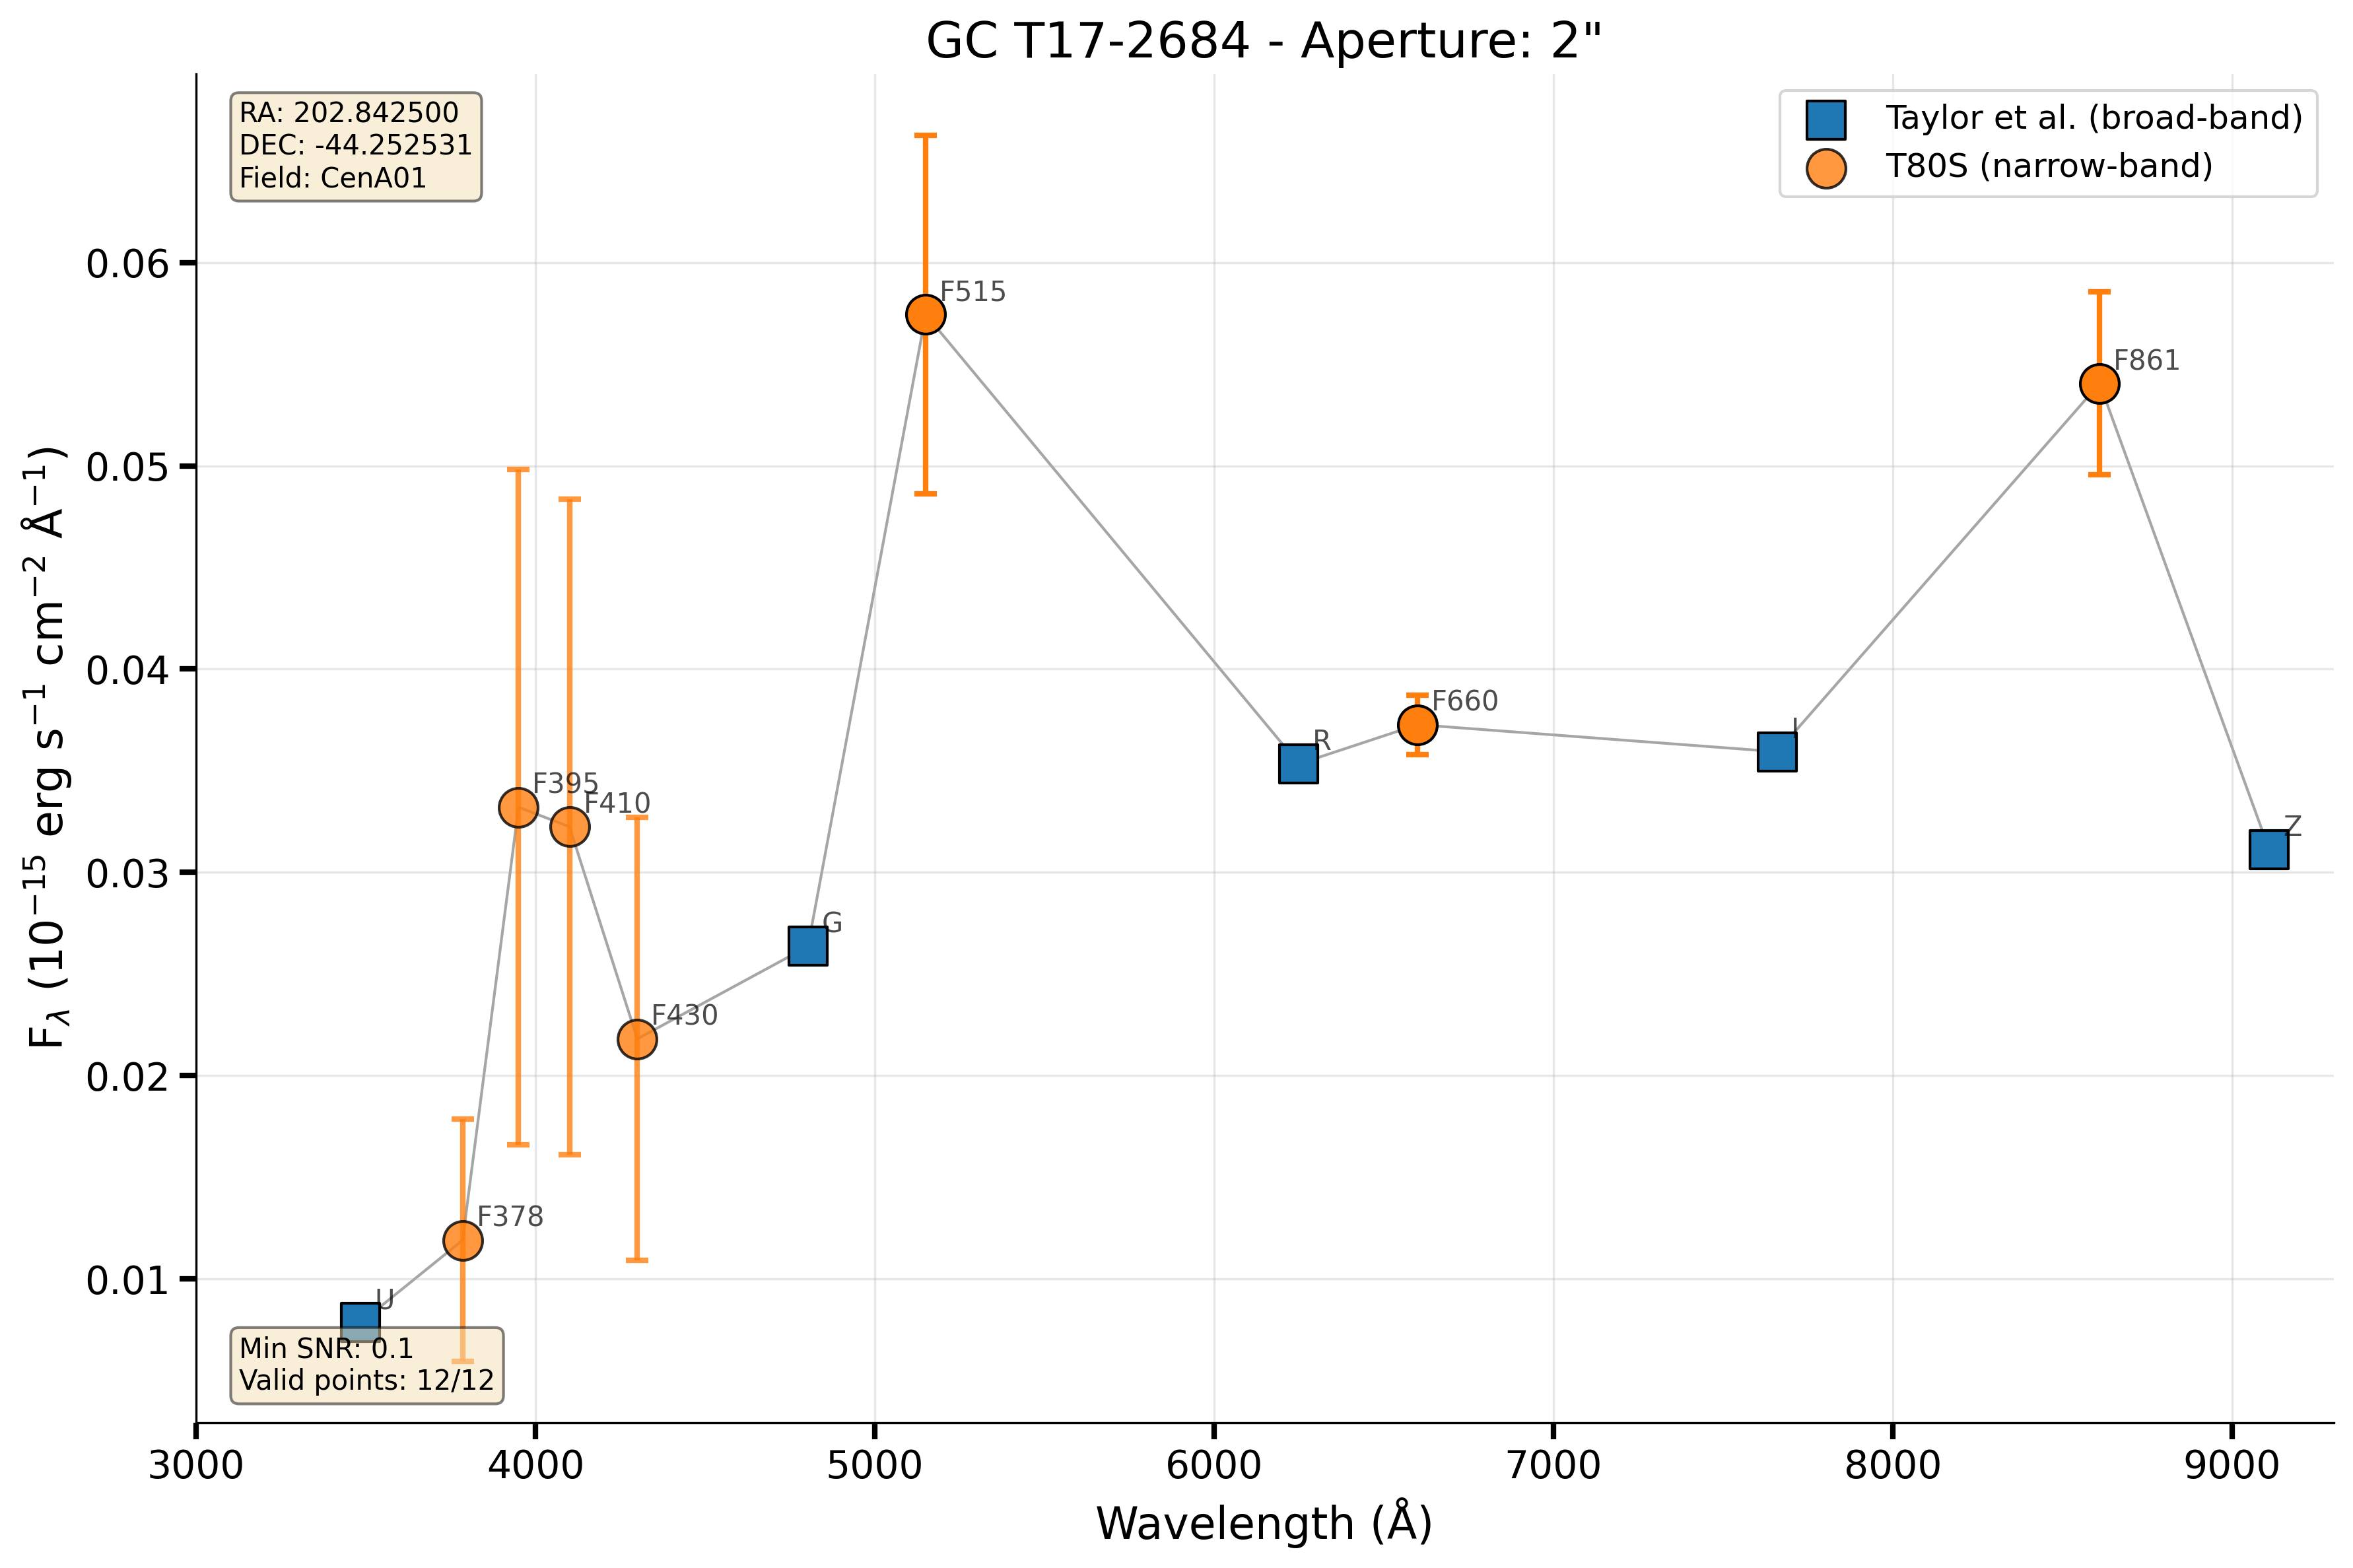 GC T17-2684 - Aperture: 2"
RA: 202.842500
DEC: -44.252531
Field: CenA01
Taylor et al. (broad-band)
T80S (narrow-band)
F515
F861
F660
R
I
F395
F410
Z
G
F430
F378
U
Min SNR: 0.1
Valid points: 12/12
0.06
0.05
0.04
0.03
0.02
0.01
F_λ (10⁻¹⁵ erg s⁻¹ cm⁻² Å⁻¹)
3000 4000 5000 6000 7000 8000 9000
Wavelength (Å)